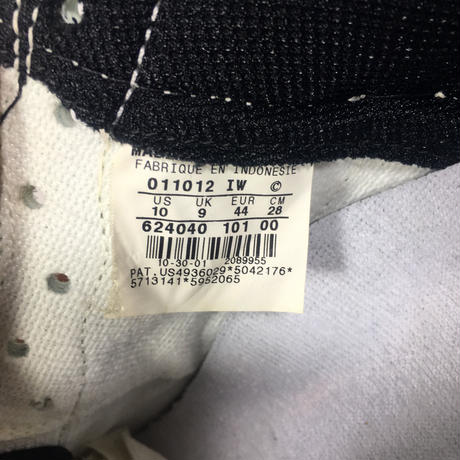 FABRIQUE EN INDONESIE
011012 IW ©
US UK EUR CM
10 9 44 28
624040 101 00
10-30-01 2089955
PAT.US4936029*5042176*
5713141*5952065